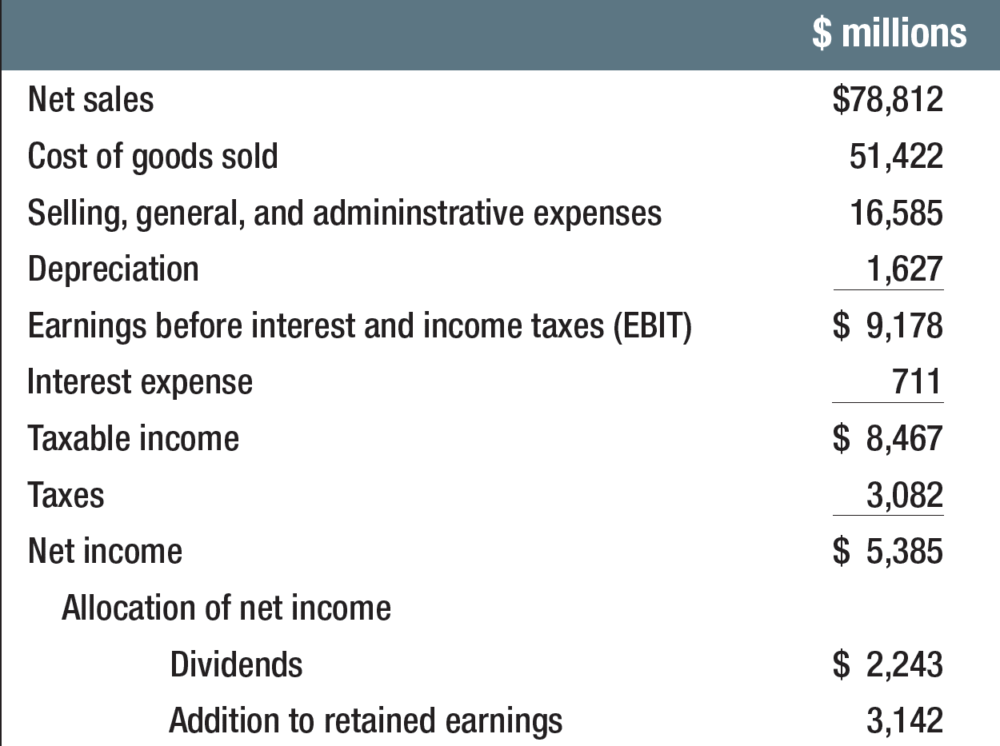 $ millions
Net sales $78,812
Cost of goods sold 51,422
Selling, general, and admininstrative expenses 16,585
Depreciation 1,627
Earnings before interest and income taxes (EBIT) $ 9,178
Interest expense 711
Taxable income $ 8,467
Taxes 3,082
Net income $ 5,385
Allocation of net income
Dividends $ 2,243
Addition to retained earnings 3,142